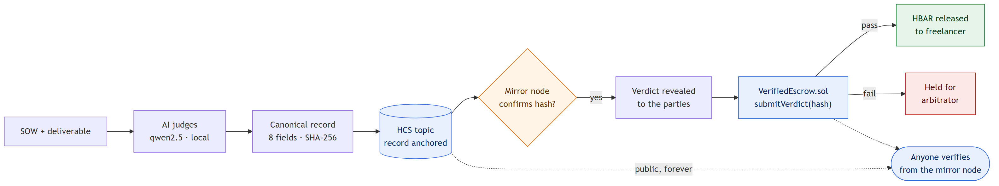 SOW + deliverable
AI judges
qwen2.5 · local
Canonical record
8 fields · SHA-256
HCS topic
record anchored
Mirror node
confirms hash?
yes
Verdict revealed
to the parties
VerifiedEscrow.sol
submitVerdict(hash)
pass
HBAR released
to freelancer
fail
Held for
arbitrator
public, forever
Anyone verifies
from the mirror node